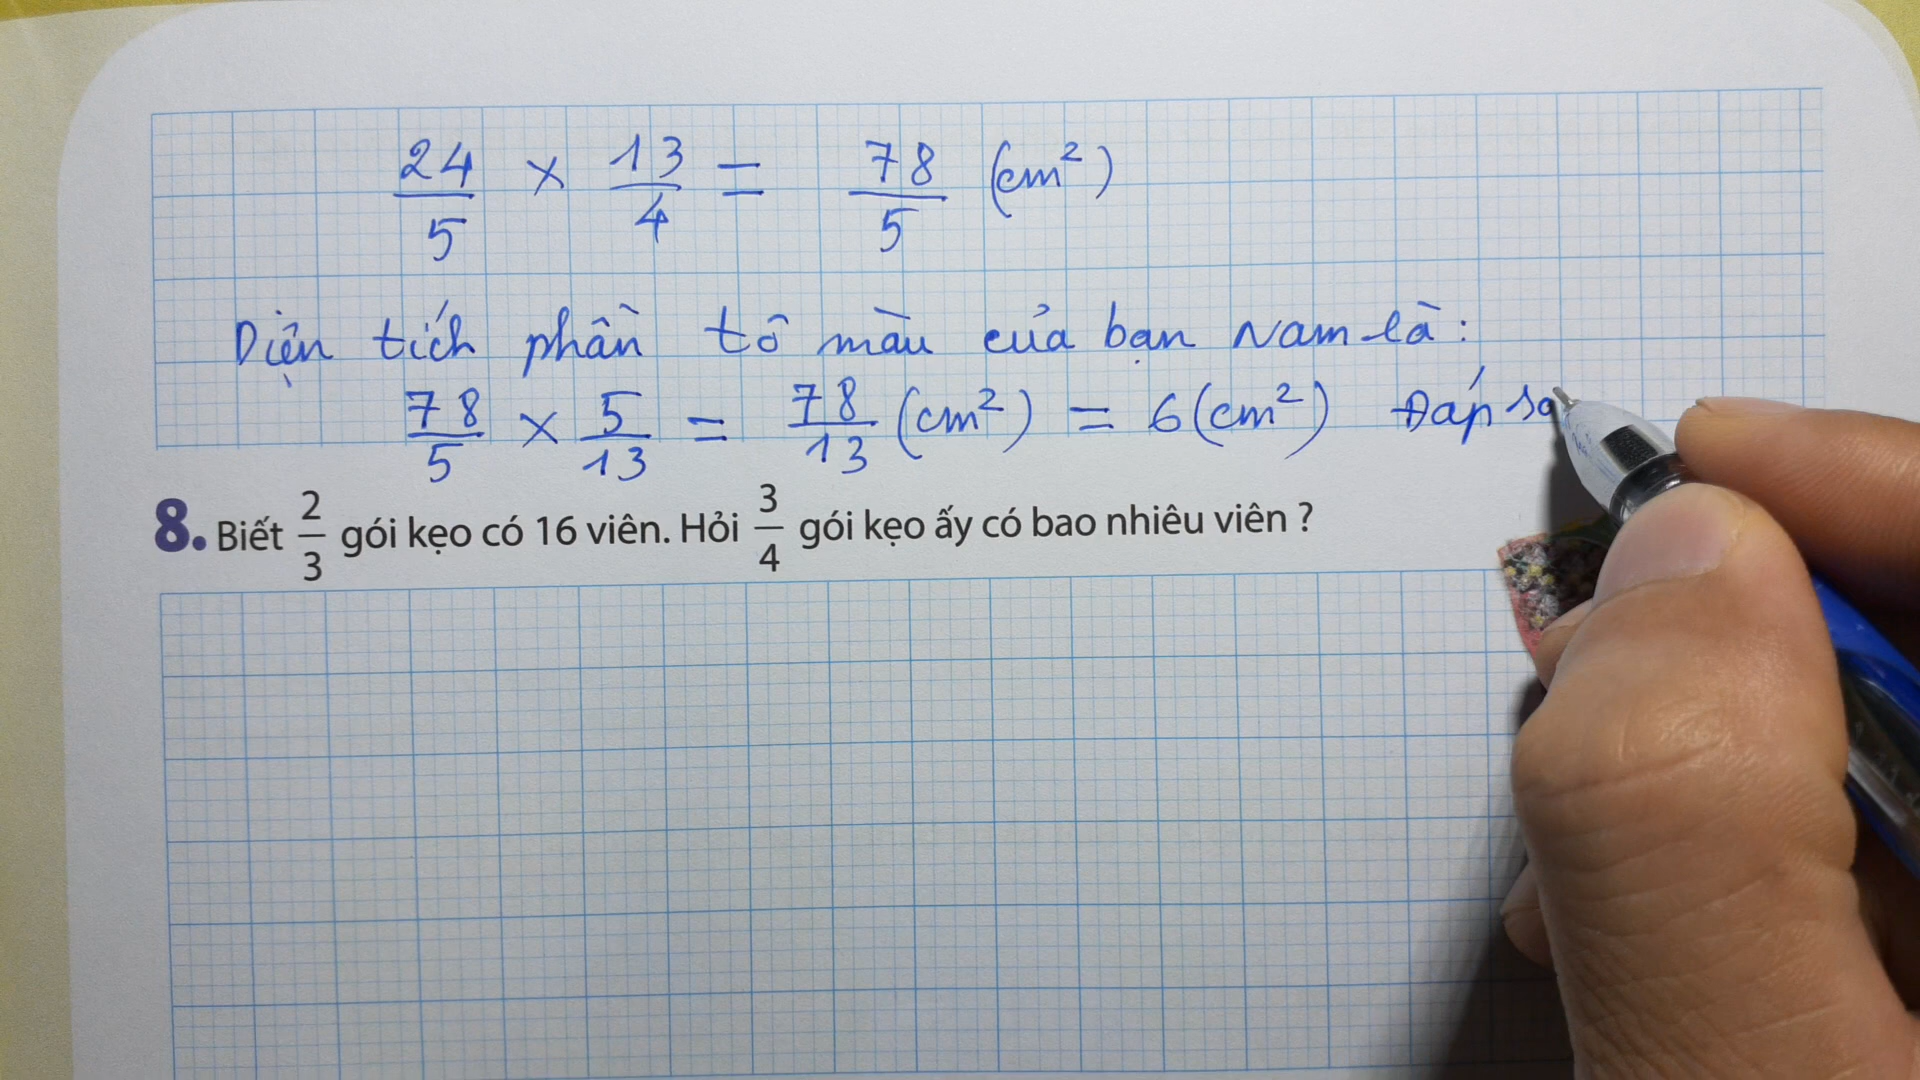 24/5 × 13/4 = 78/5 (cm²)
Diện tích phần tô màu của bạn Nam là:
78/5 × 5/13 = 78/13 (cm²) = 6 (cm²) Đáp so
8. Biết 2/3 gói kẹo có 16 viên. Hỏi 3/4 gói kẹo ấy có bao nhiêu viên ?